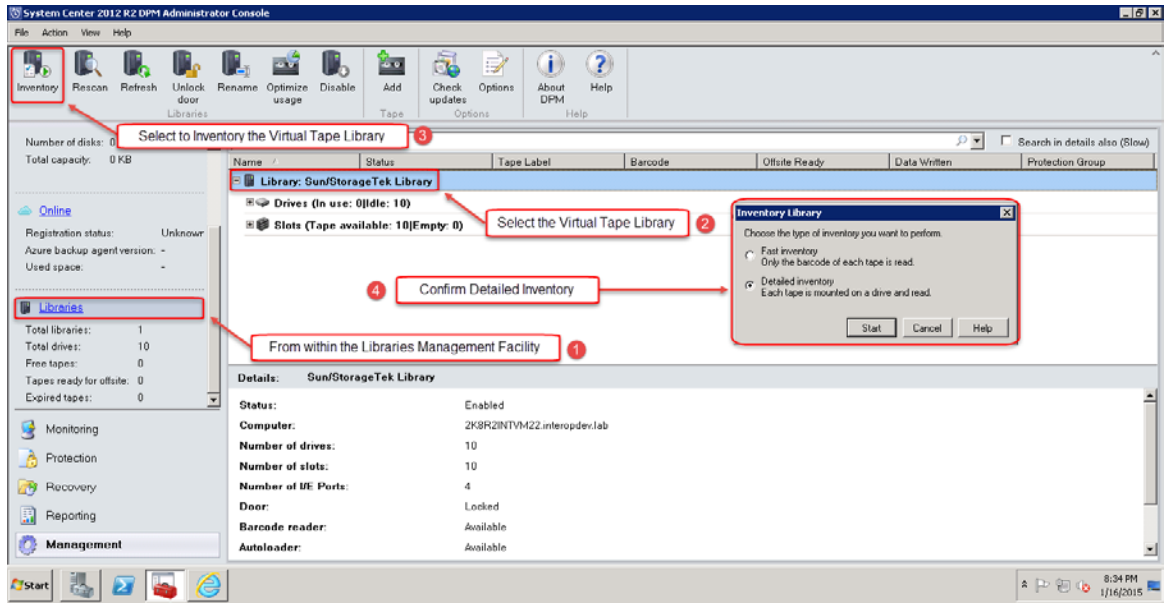 System Center 2012 R2 DPM Administrator Console
File Action View Help
Inventory Rescan Refresh Unlock door Rename Optimize usage Disable Add Check updates Options About DPM Help
Libraries Tape Options Help
Select to Inventory the Virtual Tape Library 3
Number of disks: 0
Total capacity: 0 KB
Search in details also (Slow)
Name Status Tape Label Barcode Offsite Ready Data Written Protection Group
Library: Sun/StorageTek Library
Drives (In use: 0|Idle: 10)
Slots (Tape available: 10|Empty: 0)
Select the Virtual Tape Library 2
Online
Registration status: Unknowr
Azure backup agent version: -
Used space: -
Inventory Library
Choose the type of inventory you want to perform.
Fast inventory
Only the barcode of each tape is read.
Detailed inventory
Each tape is mounted on a drive and read.
Start Cancel Help
4 Confirm Detailed Inventory
Libraries
Total libraries: 1
Total drives: 10
Free tapes: 0
Tapes ready for offsite: 0
Expired tapes: 0
From within the Libraries Management Facility 1
Details: Sun/StorageTek Library
Status: Enabled
Computer: 2K8R2INTVM22.interopdev.lab
Number of drives: 10
Number of slots: 10
Number of I/E Ports: 4
Door: Locked
Barcode reader: Available
Autoloader: Available
Monitoring
Protection
Recovery
Reporting
Management
Start
8:34 PM
1/16/2015